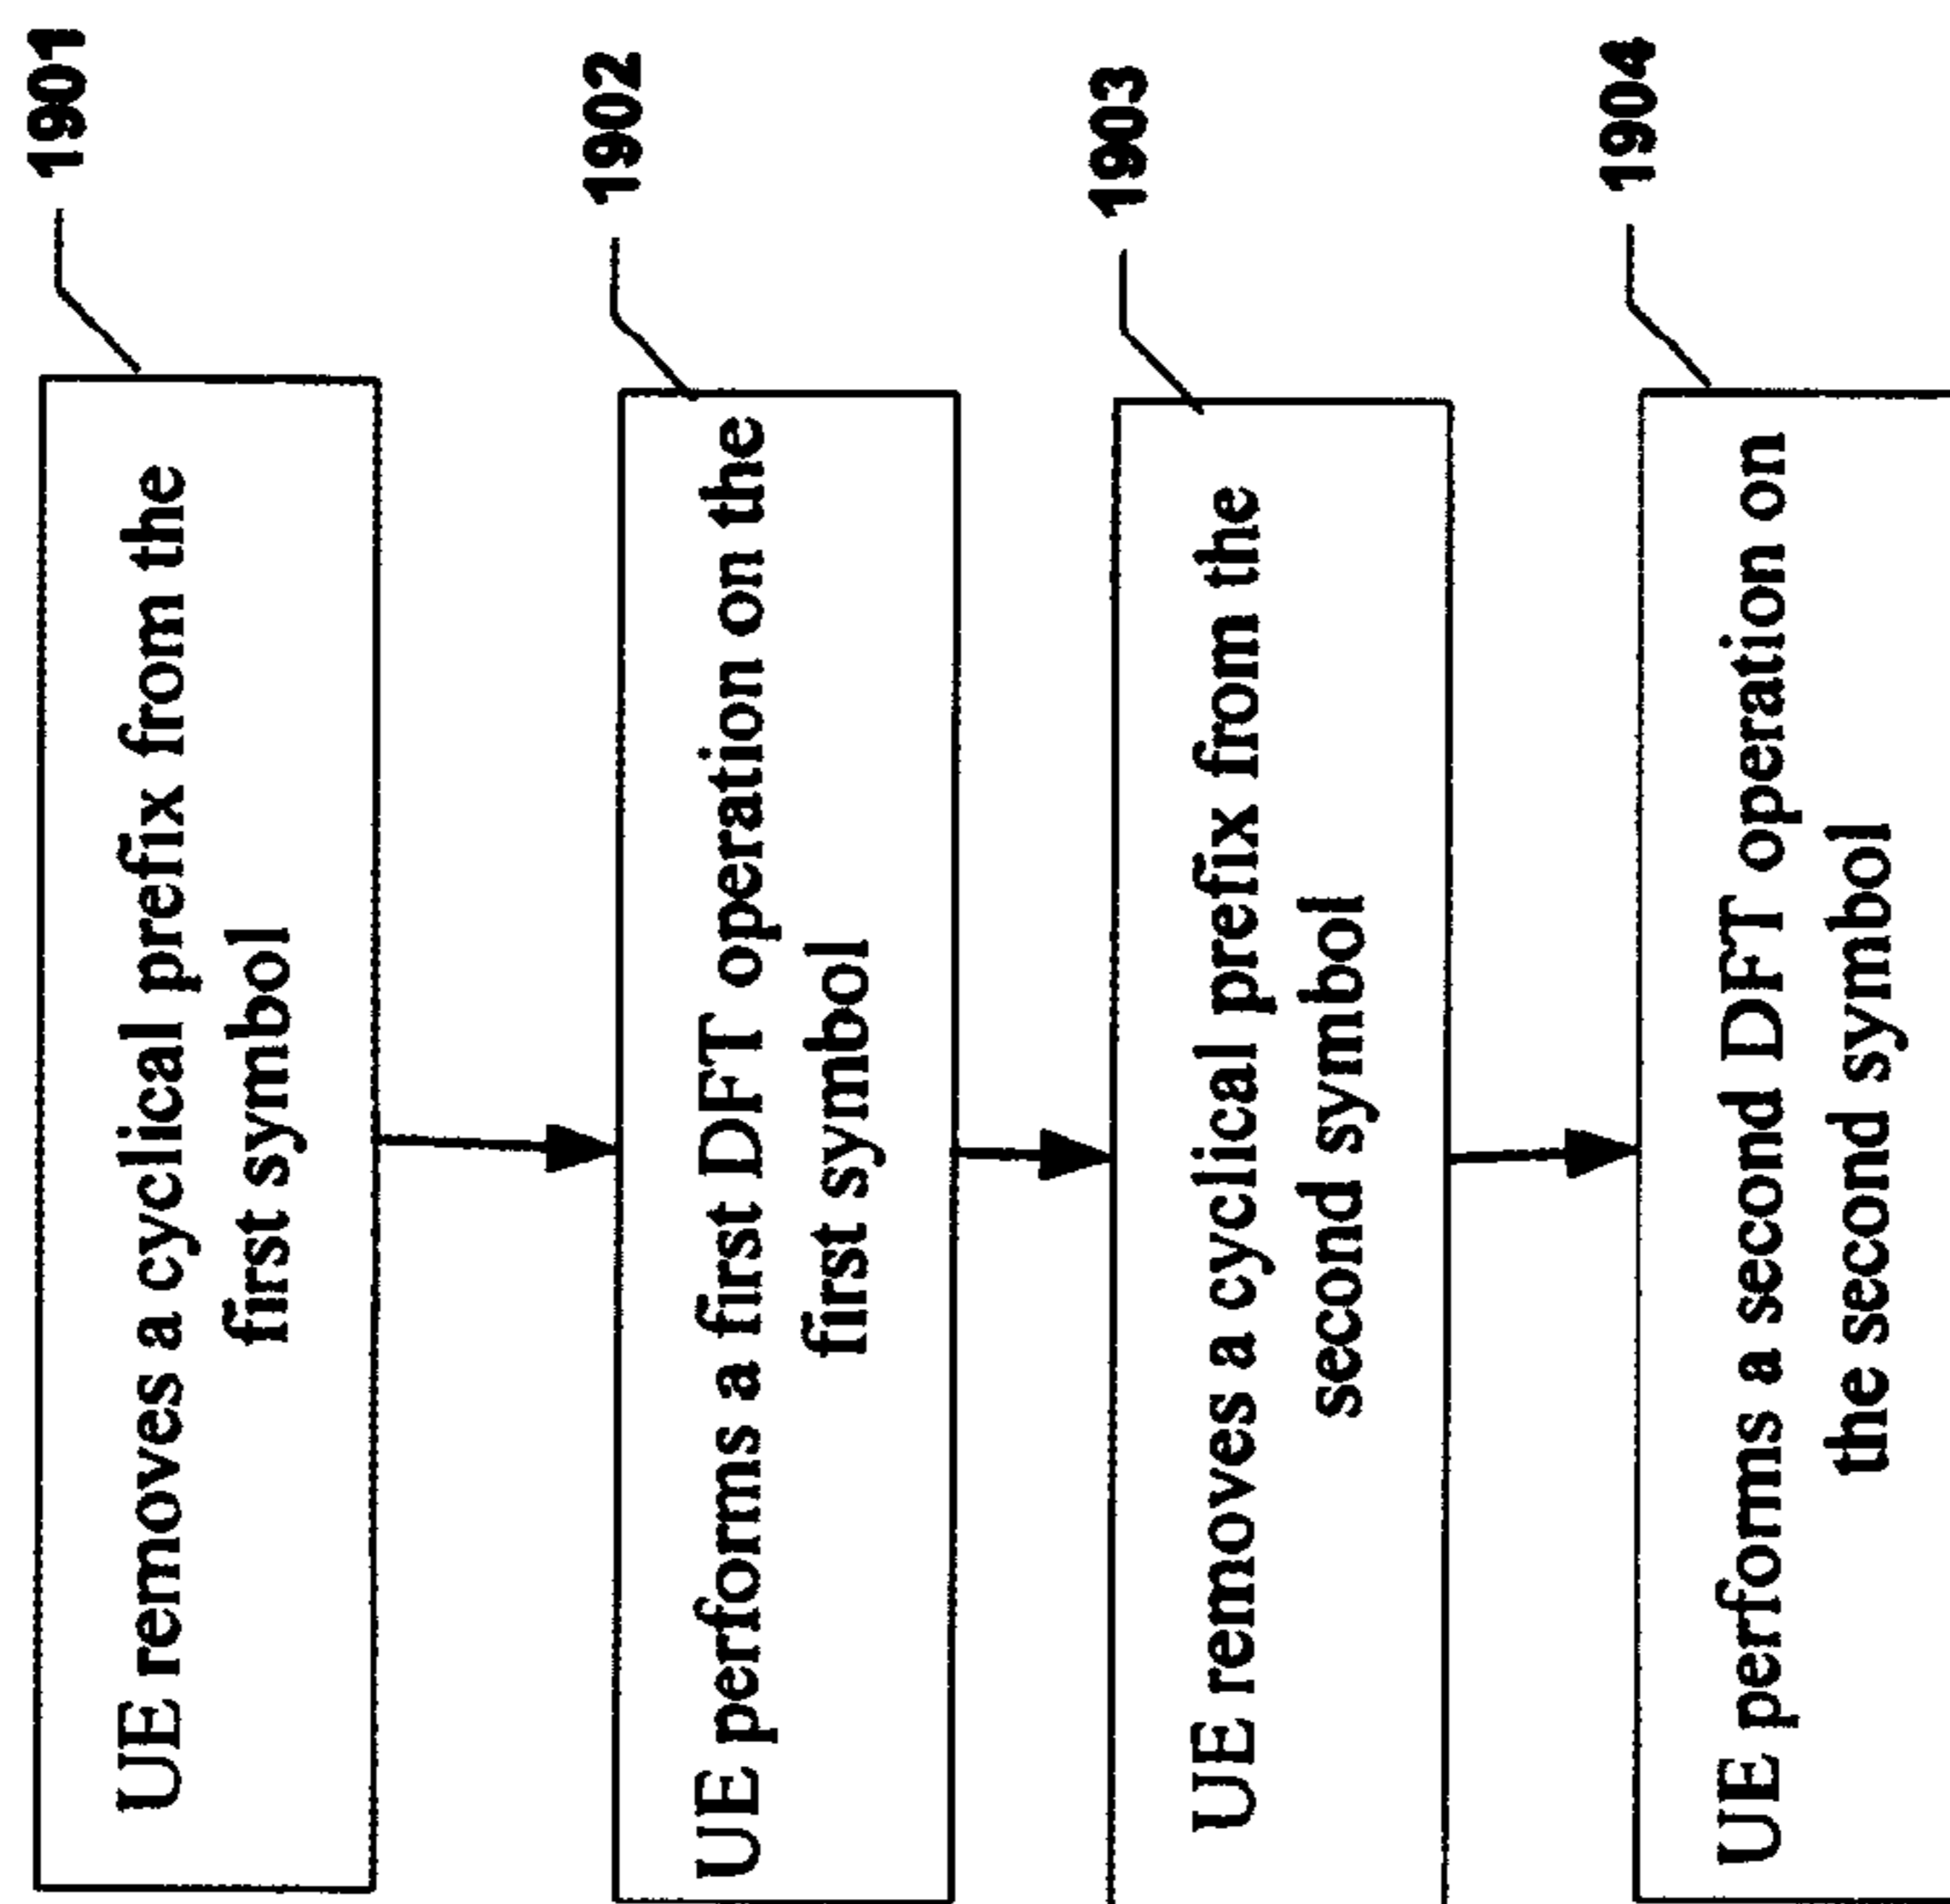 1901
UE removes a cyclical prefix from the
first symbol
1902
UE performs a first DFT operation on the
first symbol
1903
UE removes a cyclical prefix from the
second symbol
1904
UE performs a second DFT operation on
the second symbol